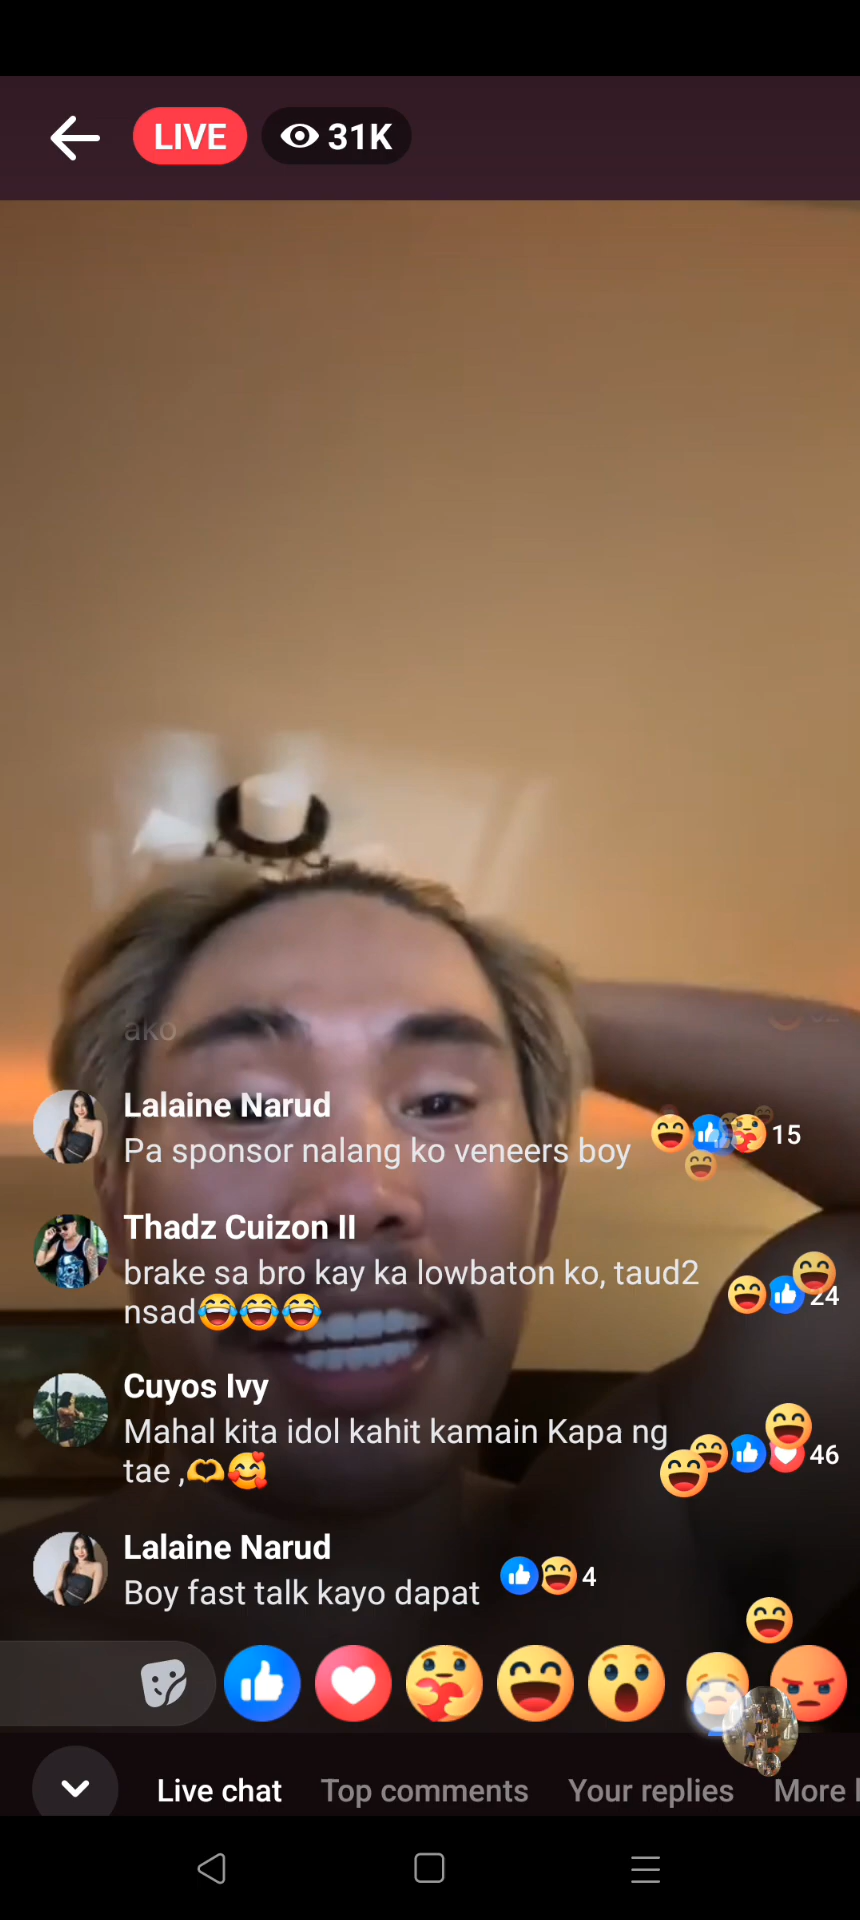 LIVE
31K
ako
Lalaine Narud
Pa sponsor nalang ko veneers boy
15
Thadz Cuizon II
brake sa bro kay ka lowbaton ko, taud2
nsad😂😂😂
24
Cuyos Ivy
Mahal kita idol kahit kamain Kapa ng
tae ,🫶🥰
46
Lalaine Narud
Boy fast talk kayo dapat
4
Live chat
Top comments
Your replies
More